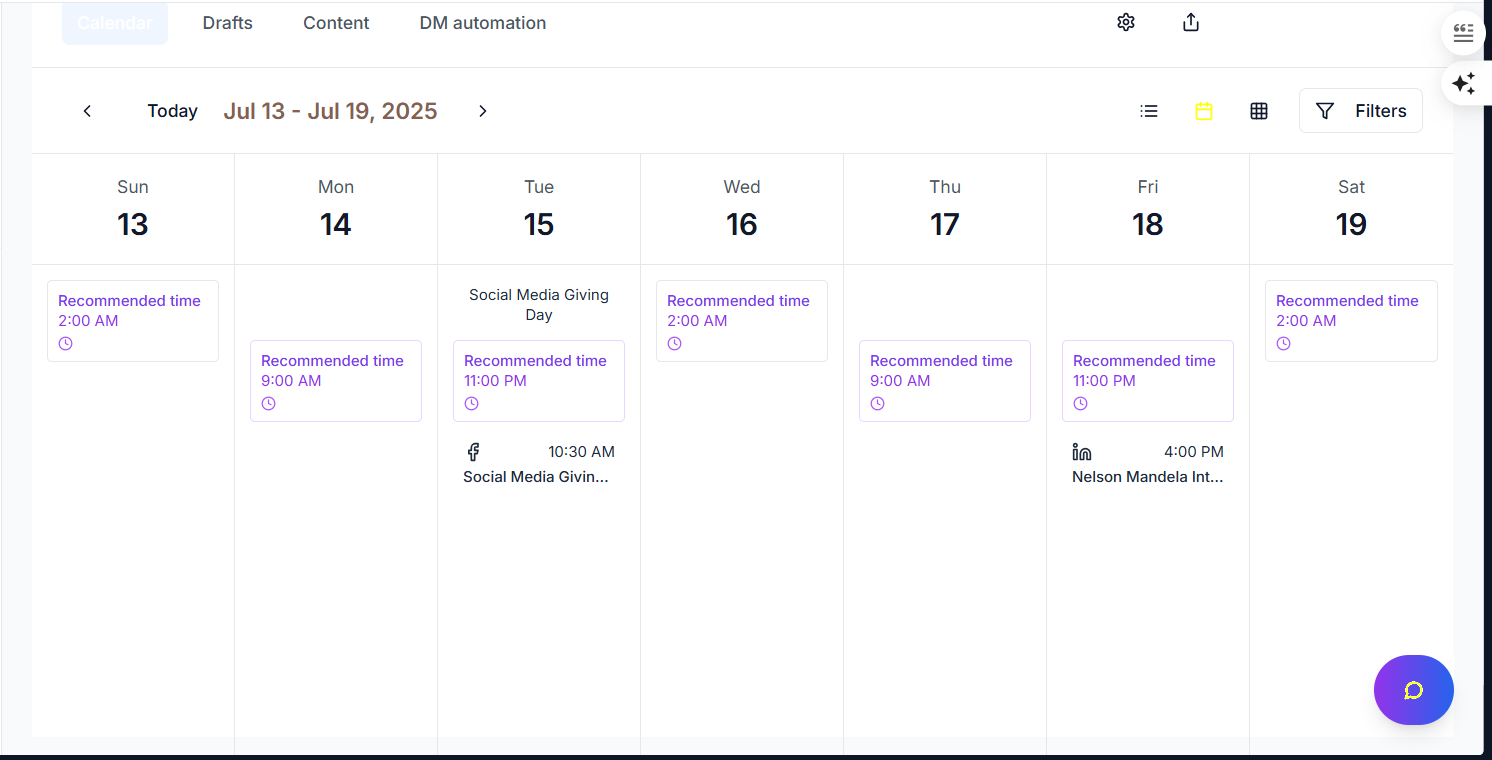 Calendar
Drafts
Content
DM automation
Today
Jul 13 - Jul 19, 2025
Filters
Sun
13
Mon
14
Tue
15
Wed
16
Thu
17
Fri
18
Sat
19
Recommended time
2:00 AM
Recommended time
9:00 AM
Social Media Giving
Day
Recommended time
11:00 PM
10:30 AM
Social Media Givin...
Recommended time
2:00 AM
Recommended time
9:00 AM
Recommended time
11:00 PM
in
4:00 PM
Nelson Mandela Int...
Recommended time
2:00 AM